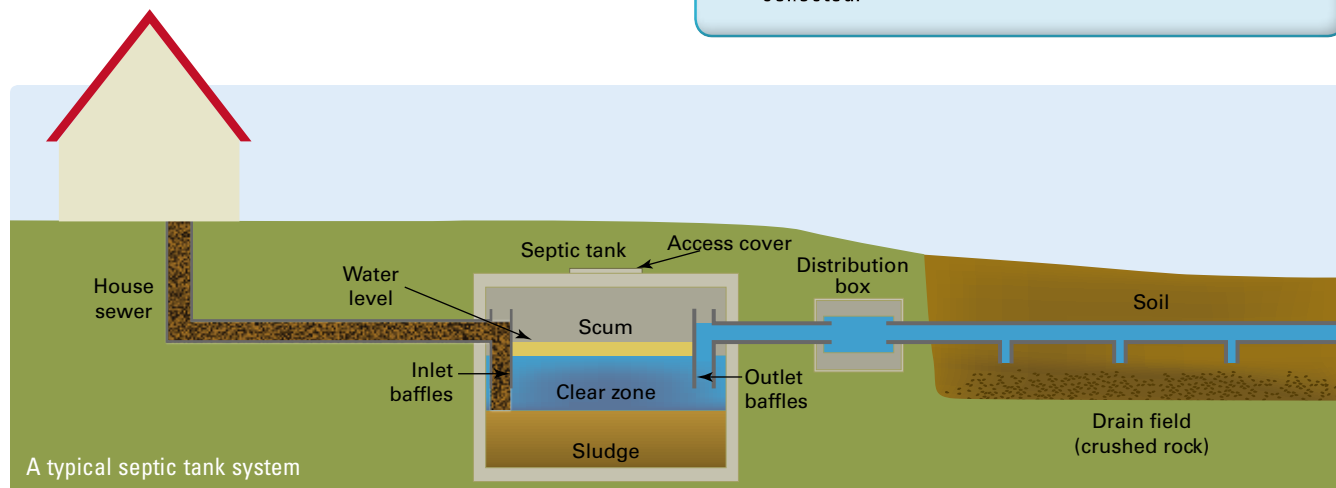 collected.
Septic tank
Access cover
Water
level
Distribution
box
House
sewer
Soil
Scum
Inlet
baffles
Clear zone
Outlet
baffles
Drain field
(crushed rock)
Sludge
A typical septic tank system